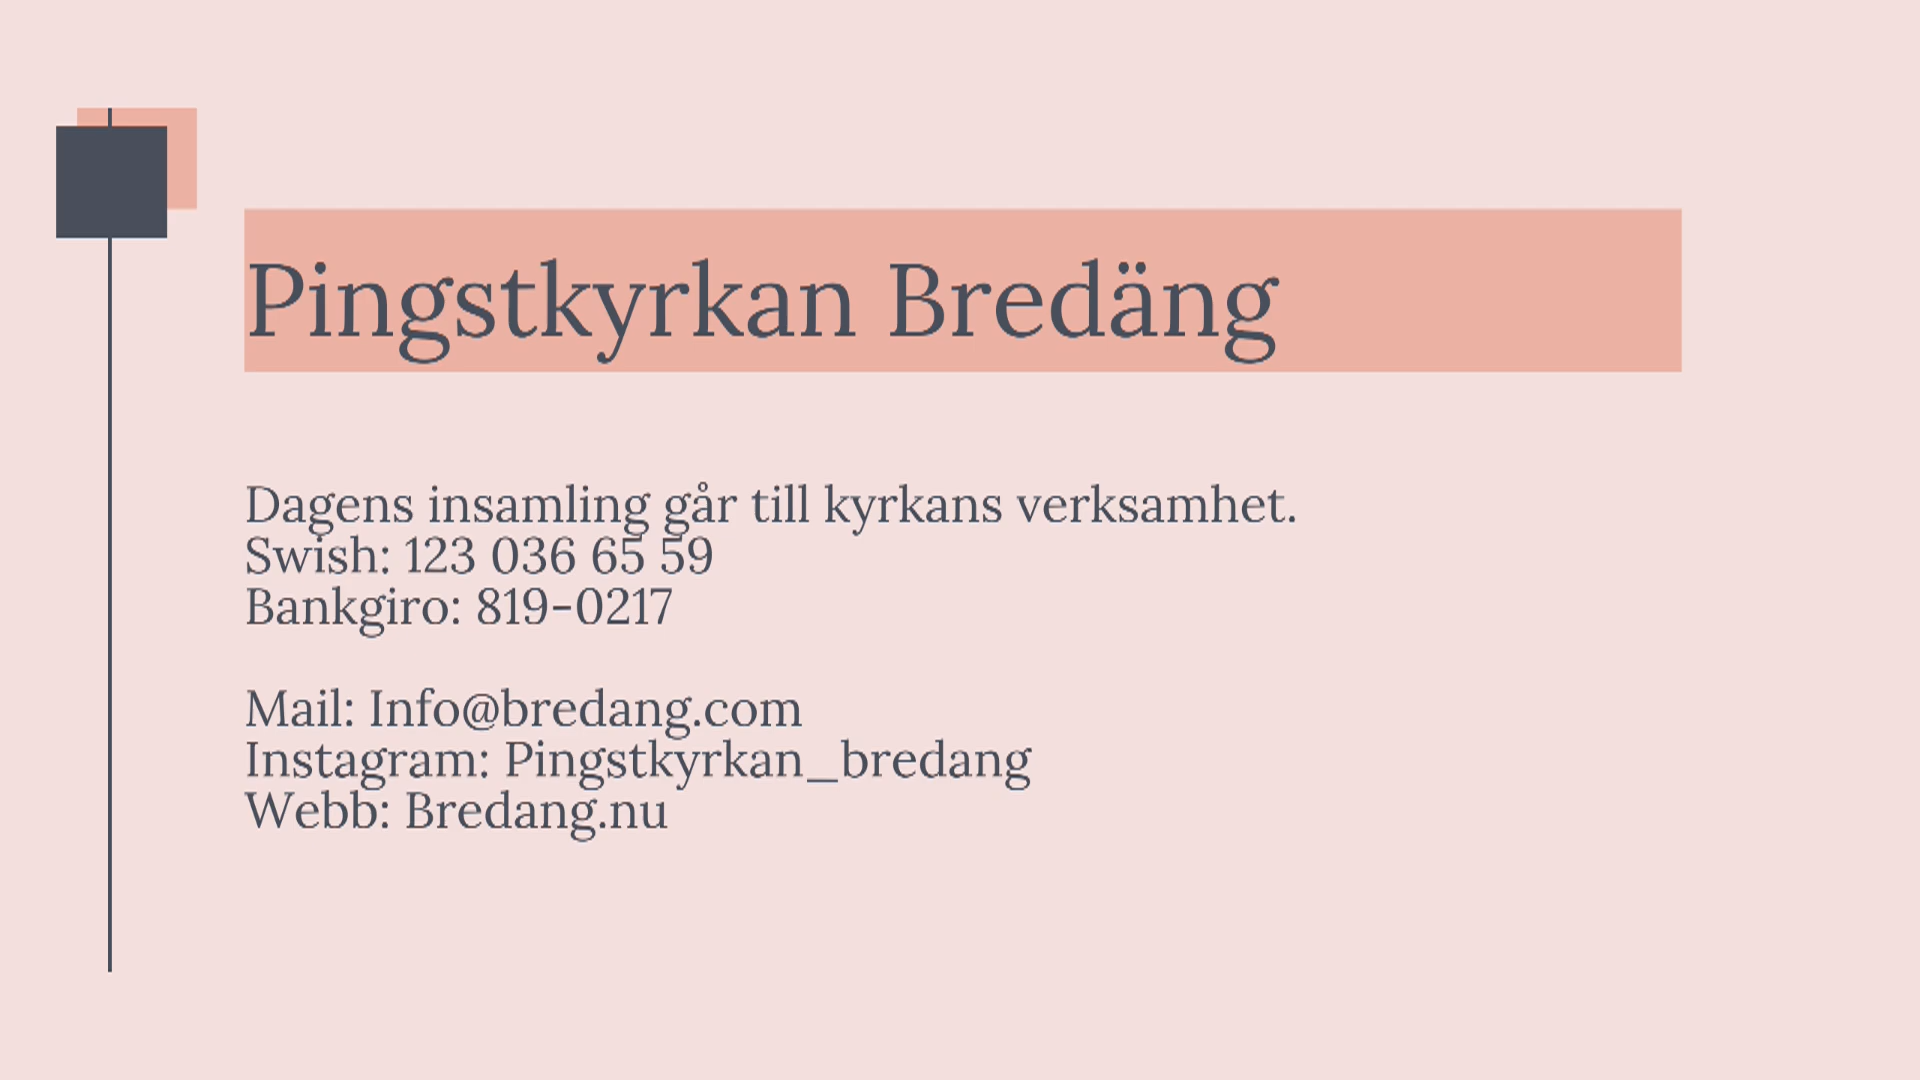 Pingstkyrkan Bredäng
Dagens insamling går till kyrkans verksamhet.
Swish: 123 036 65 59
Bankgiro: 819-0217
Mail: Info@bredang.com
Instagram: Pingstkyrkan_bredang
Webb: Bredang.nu